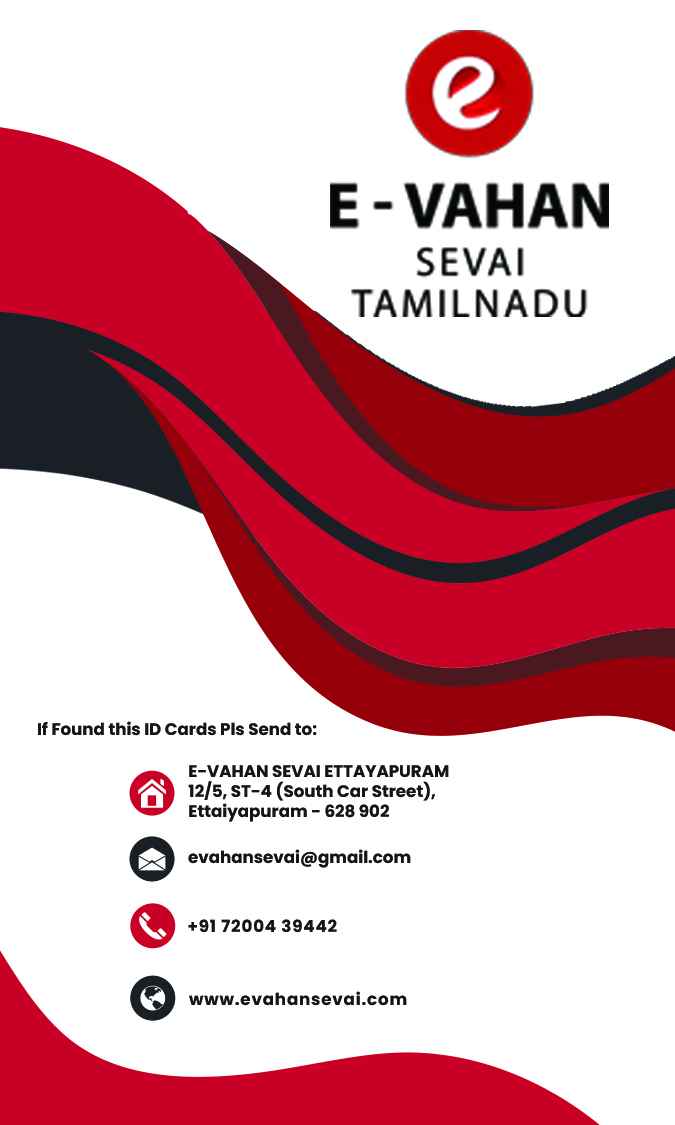 e
E - VAHAN
SEVAI
TAMILNADU
If Found this ID Cards Pls Send to:
E-VAHAN SEVAI ETTAYAPURAM
12/5, ST-4 (South Car Street),
Ettaiyapuram - 628 902
evahansevai@gmail.com
+91 72004 39442
www.evahansevai.com